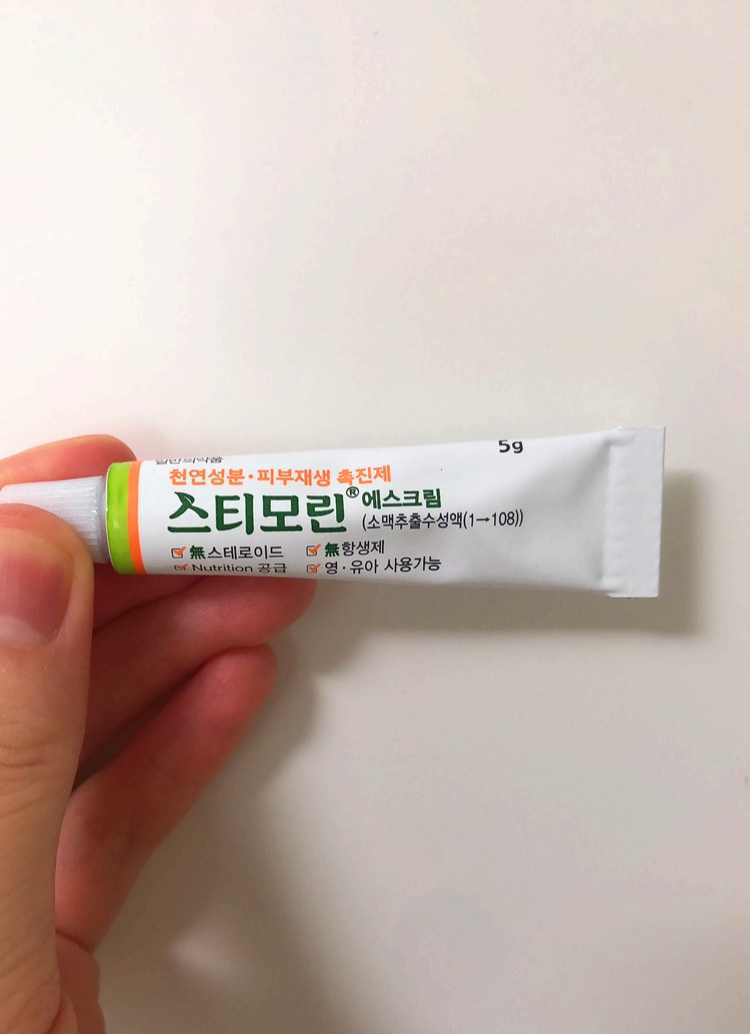 5g
천연성분·피부재생 촉진제
스티모린® 에스크림
(소맥추출수성액(1→108))
無스테로이드 無항생제
Nutrition 공급 영·유아 사용가능